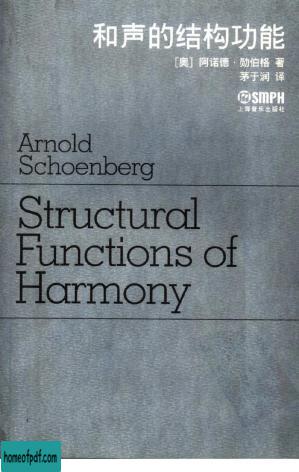 和声的结构功能
[奥] 阿诺德·勋伯格 著
茅于润 译
SMPH
上海音乐出版社
Arnold
Schoenberg
Structural
Functions of
Harmony
homeofpdf.com